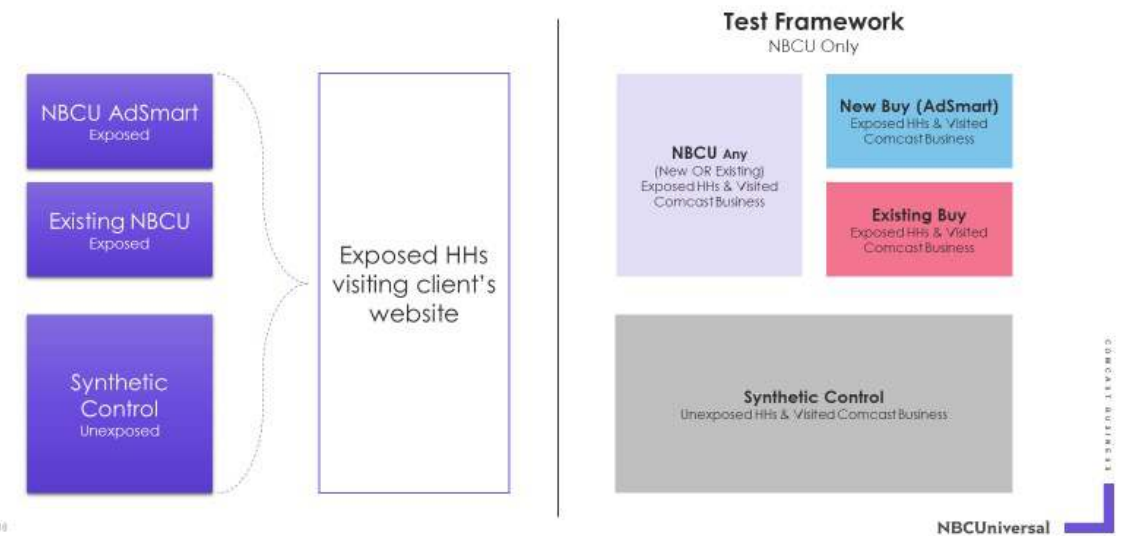 NBCU AdSmart
Exposed
Existing NBCU
Exposed
Synthetic
Control
Unexposed
Exposed HHs
visiting client's
website
Test Framework
NBCU Only
NBCU Any
(New OR Existing)
Exposed HHs & Visited
Comcast Business
New Buy (AdSmart)
Exposed HHs & Visited
Comcast Business
Existing Buy
Exposed HHs & Visited
Comcast Business
Synthetic Control
Unexposed HHs & Visited Comcast Business
COMCAST BUSINESS
NBCUniversal